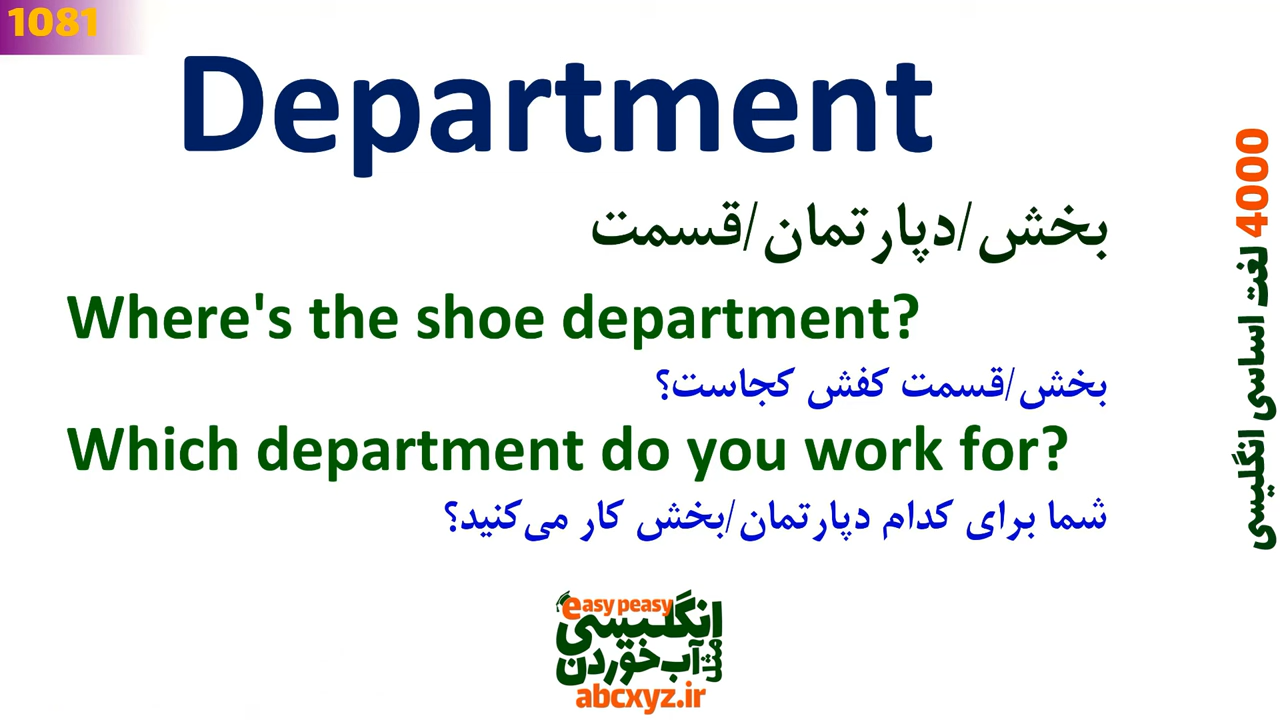 1081
Department
بخش/دپارتمان/قسمت
Where's the shoe department?
بخش/قسمت کفش کجاست؟
Which department do you work for?
شما برای کدام دپارتمان/بخش کار می‌کنید؟
4000 لغت اساسی انگلیسی
easy peasy
انگلیسی
مثل آب خوردن
abcxyz.ir